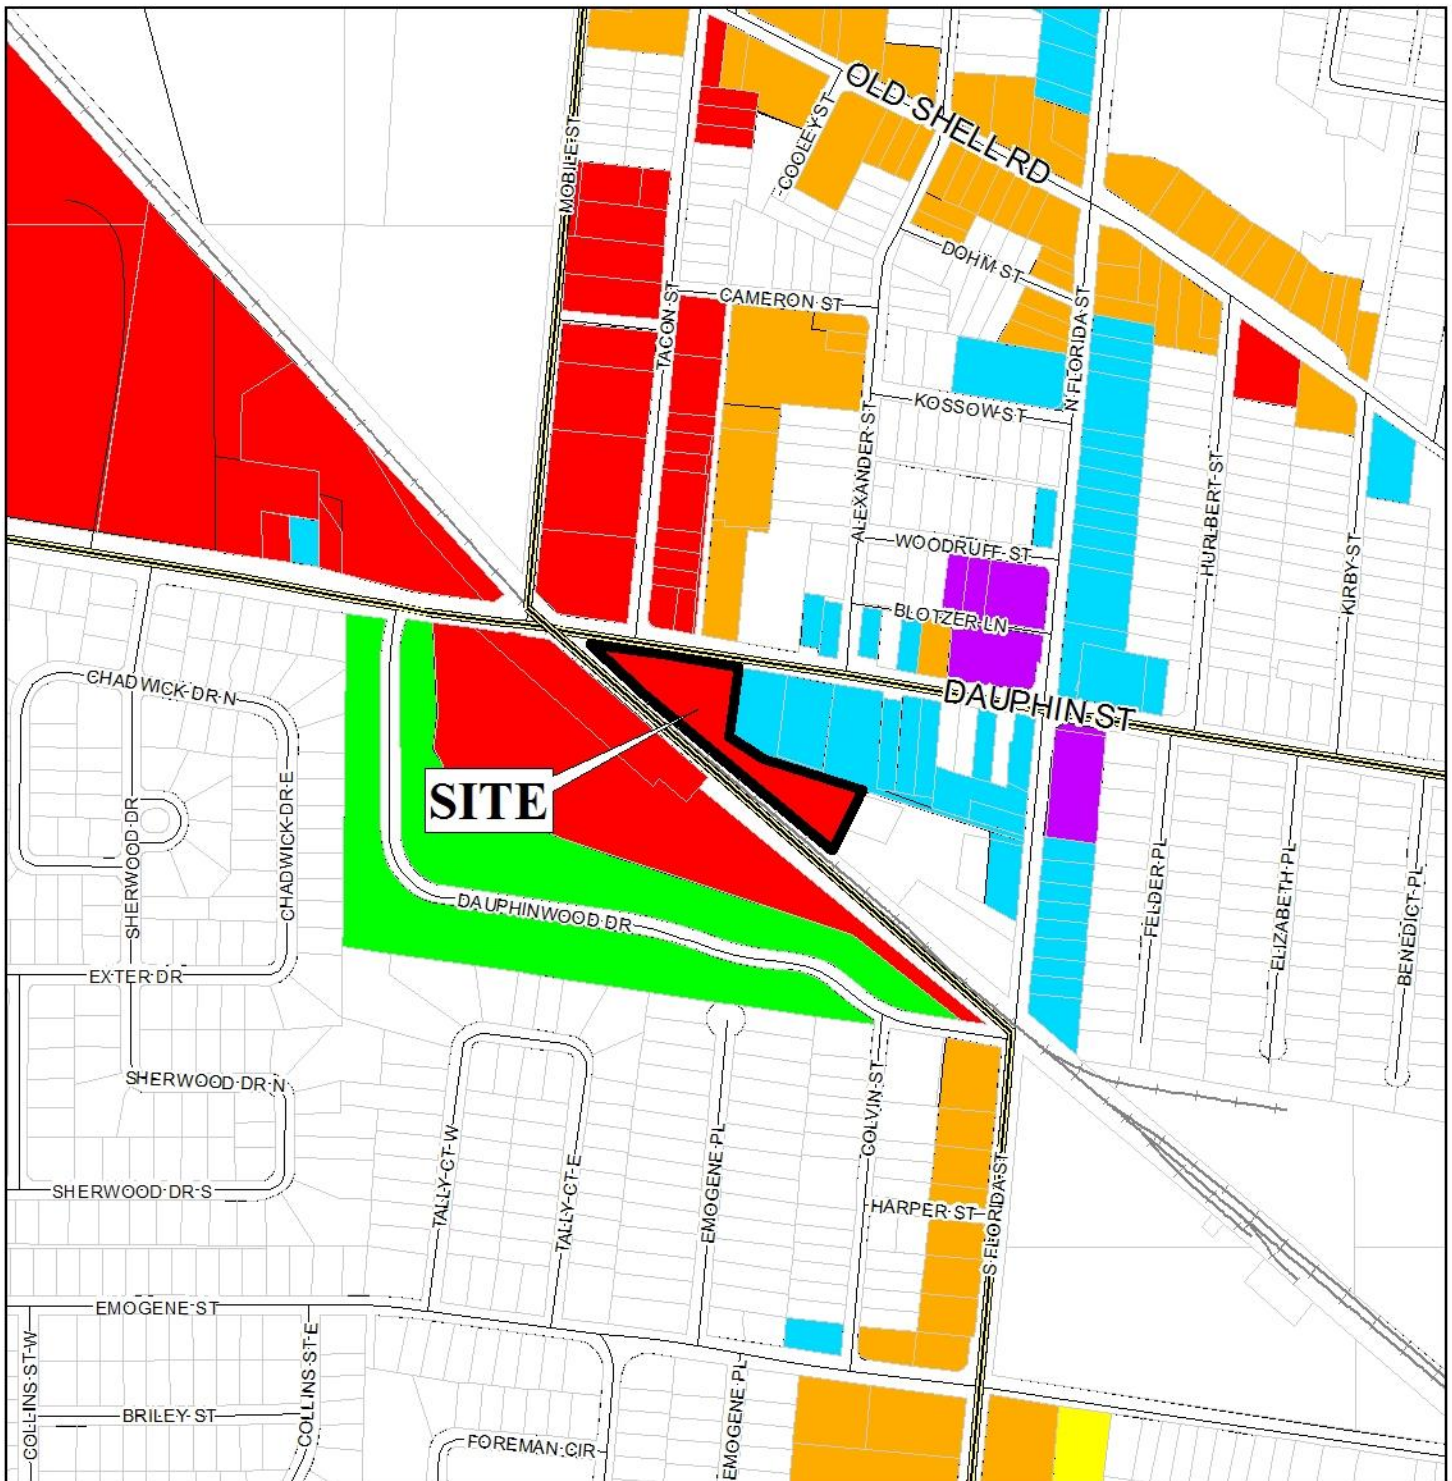 OLD SHELL RD
MOBILE ST
COOLEY ST
DOHM ST
CAMERON ST
TACON ST
N FLORIDA ST
KOSSOW ST
ALEXANDER ST
HURLBERT ST
WOODRUFF ST
KIRBY ST
BLOTZER LN
DAUPHIN ST
CHADWICK DR N
SITE
CHADWICK DR E
SHERWOOD DR
DAUPHINWOOD DR
FELDER PL
ELIZABETH PL
BENEDICT PL
EXTER DR
SHERWOOD DR N
COLVIN ST
TALLY CT W
TALLY CT E
EMOGENE PL
SHERWOOD DR S
HARPER ST
S FLORIDA ST
EMOGENE ST
COLLINS ST W
COLLINS ST E
BRILEY ST
FOREMAN CIR
EMOGENE PL